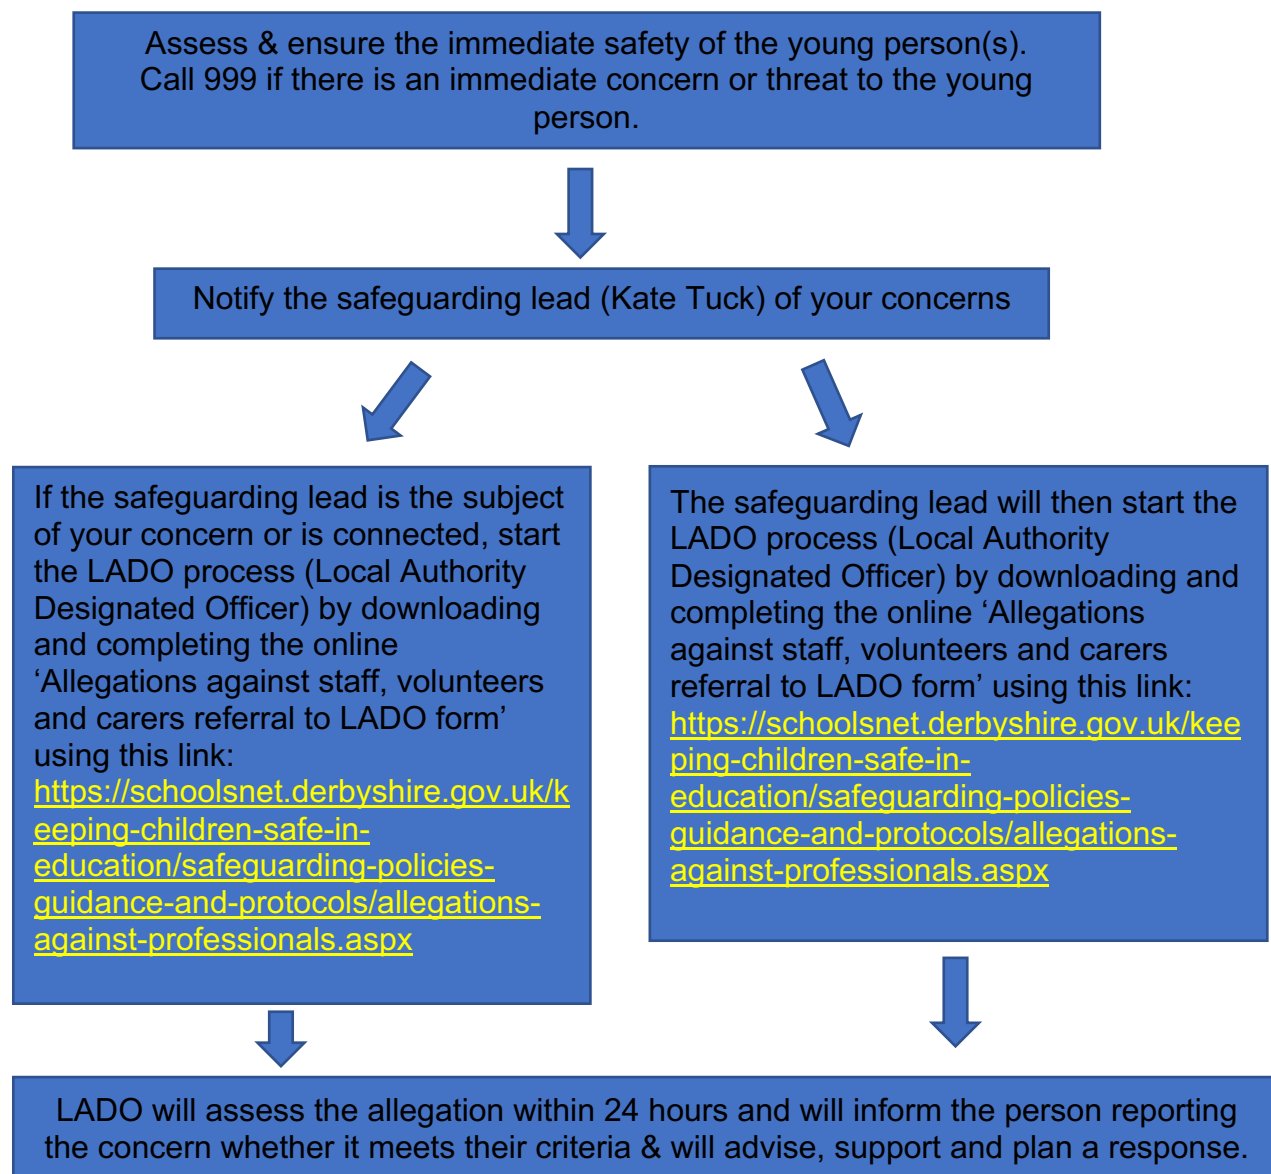 Assess & ensure the immediate safety of the young person(s).
Call 999 if there is an immediate concern or threat to the young
person.
Notify the safeguarding lead (Kate Tuck) of your concerns
If the safeguarding lead is the subject
of your concern or is connected, start
the LADO process (Local Authority
Designated Officer) by downloading
and completing the online
‘Allegations against staff, volunteers
and carers referral to LADO form’
using this link:
https://schoolsnet.derbyshire.gov.uk/k
eeping-children-safe-in-
education/safeguarding-policies-
guidance-and-protocols/allegations-
against-professionals.aspx
The safeguarding lead will then start the
LADO process (Local Authority
Designated Officer) by downloading and
completing the online ‘Allegations
against staff, volunteers and carers
referral to LADO form’ using this link:
https://schoolsnet.derbyshire.gov.uk/kee
ping-children-safe-in-
education/safeguarding-policies-
guidance-and-protocols/allegations-
against-professionals.aspx
LADO will assess the allegation within 24 hours and will inform the person reporting
the concern whether it meets their criteria & will advise, support and plan a response.